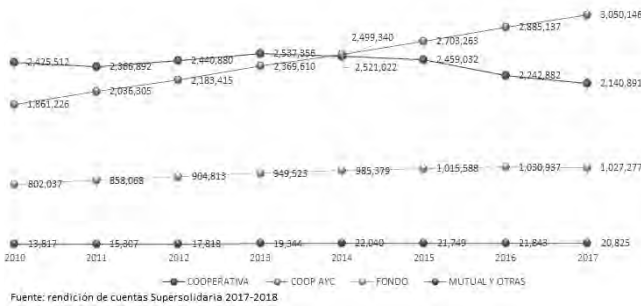 3,050,146
2,885,137
2,703,263
2,499,340
2,425,512 2,386,892 2,440,880 2,537,356
2,369,610 2,521,022 2,459,032
2,242,882 2,140,891
2,183,415
2,036,305
1,861,226
802,037 858,068 904,813 949,523 985,379 1,015,588 1,030,937 1,027,277
13,817 15,307 17,818 19,344 22,040 21,749 21,843 20,825
2010 2011 2012 2013 2014 2015 2016 2017
COOPERATIVA COOP AYC FONDO MUTUAL Y OTRAS
Fuente: rendición de cuentas Supersolidaria 2017-2018